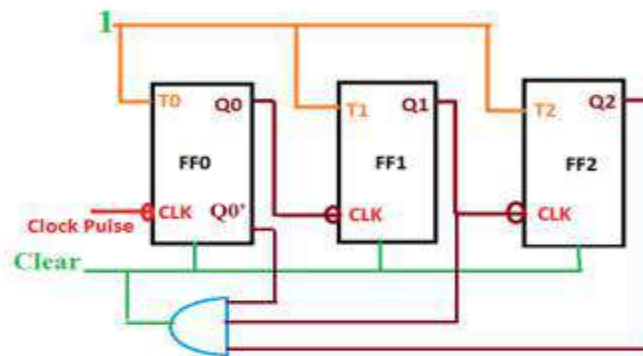 1
T0 Q0
T1 Q1
T2 Q2
FF0
FF1
FF2
CLK Q0'
CLK
CLK
Clock Pulse
Clear